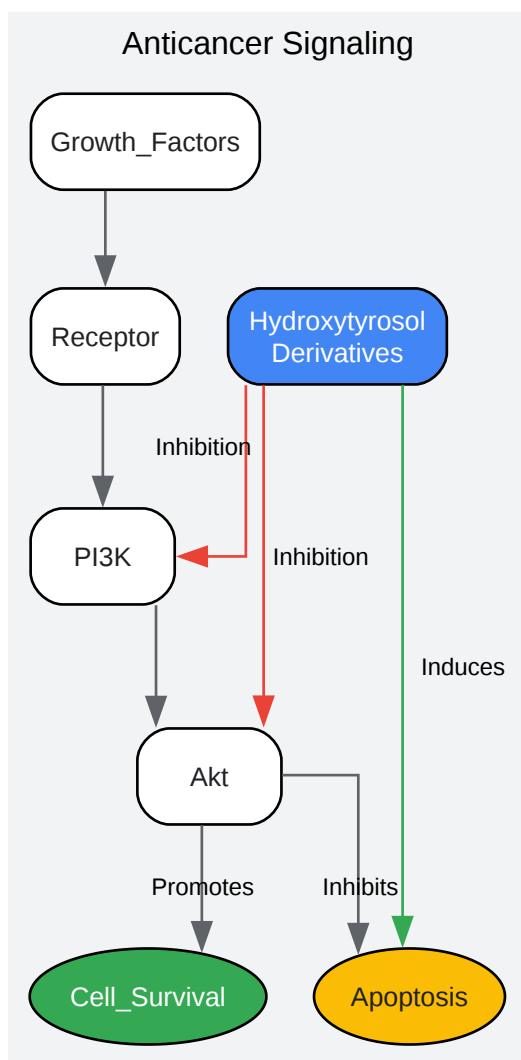 Anticancer Signaling
Growth_Factors
Receptor
Hydroxytyrosol
Derivatives
Inhibition
PI3K
Inhibition
Induces
Akt
Promotes
Inhibits
Cell_Survival
Apoptosis